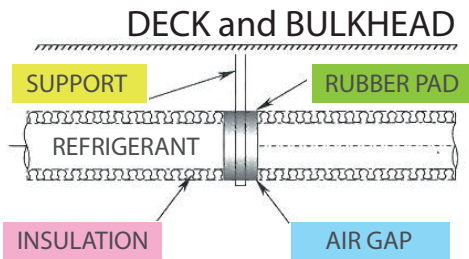 DECK and BULKHEAD
SUPPORT
RUBBER PAD
REFRIGERANT
INSULATION
AIR GAP